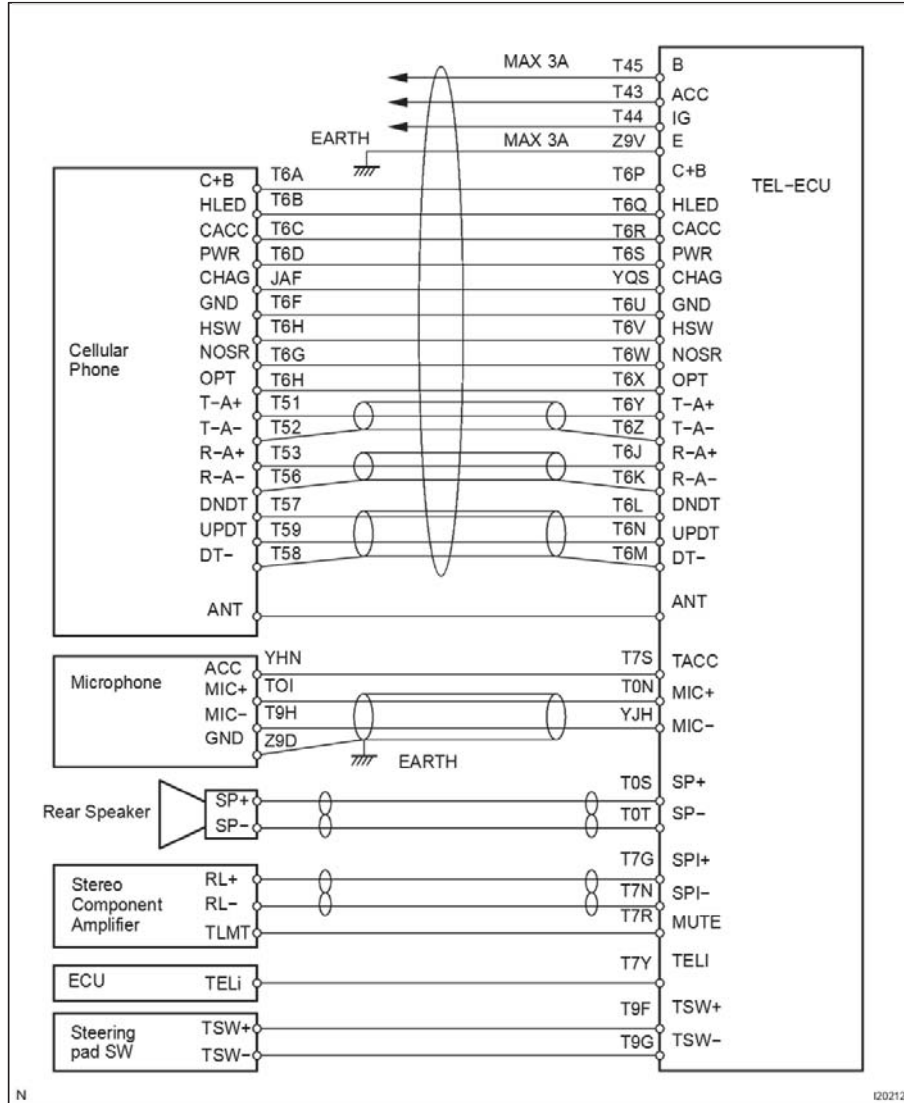 MAX 3A T45 B
T43 ACC
T44 IG
EARTH MAX 3A Z9V E
TEL-ECU
C+B T6A T6P C+B
HLED T6B T6Q HLED
CACC T6C T6R CACC
PWR T6D T6S PWR
CHAG JAF YQS CHAG
GND T6F T6U GND
HSW T6H T6V HSW
Cellular
Phone
NOSR T6G T6W NOSR
OPT T6H T6X OPT
T-A+ T51 T6Y T-A+
T-A- T52 T6Z T-A-
R-A+ T53 T6J R-A+
R-A- T56 T6K R-A-
DNDT T57 T6L DNDT
UPDT T59 T6N UPDT
DT- T58 T6M DT-
ANT ANT
Microphone
ACC YHN T7S TACC
MIC+ TOI T0N MIC+
MIC- T9H YJH MIC-
GND Z9D
EARTH
Rear Speaker
SP+ T0S SP+
SP- T0T SP-
Stereo
Component
Amplifier
RL+ T7G SPI+
RL- T7N SPI-
TLMT T7R MUTE
ECU TELi T7Y TELI
Steering
pad SW
TSW+ T9F TSW+
TSW- T9G TSW-
N I20212